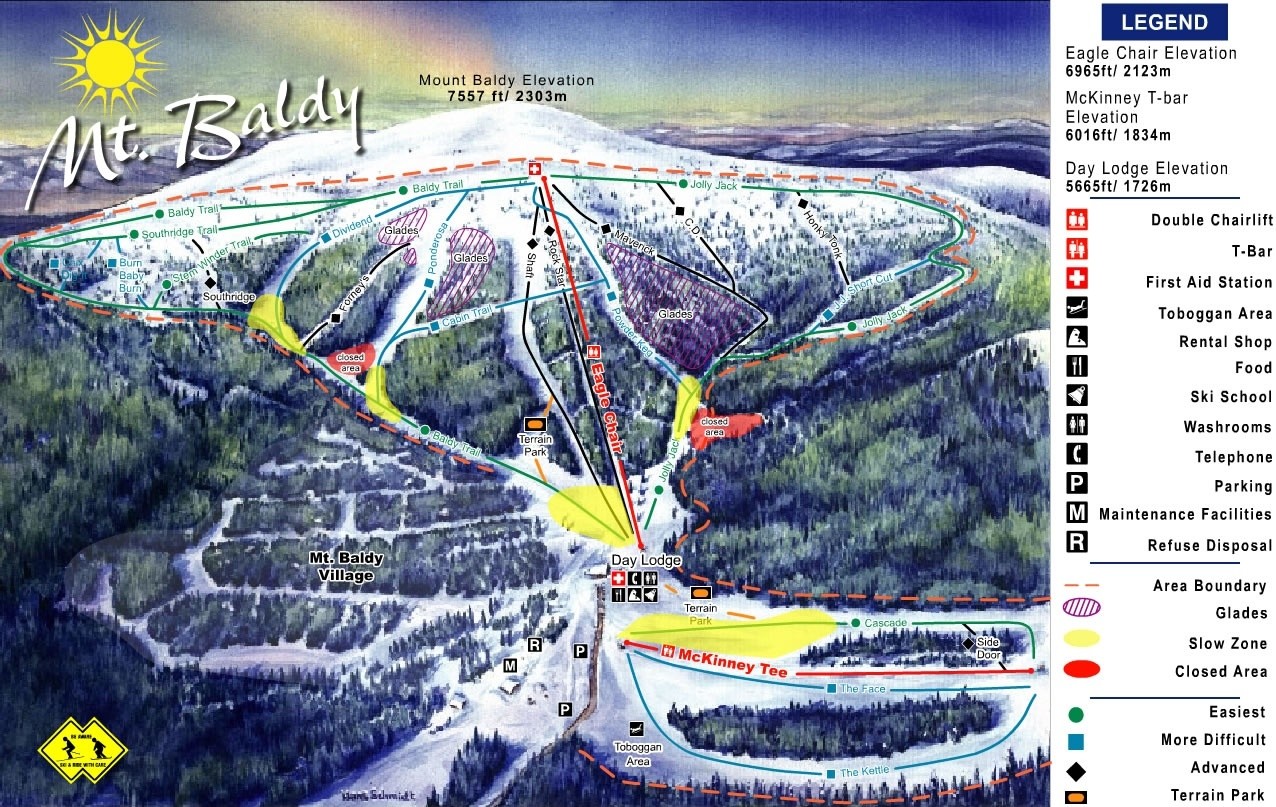 Mt. Baldy
Mount Baldy Elevation
7557 ft/ 2303m
Baldy Trail
Jolly Jack
Baldy Trail
Southridge Trail
Stem Winder Trail
Burn
Baby
Burn
Southridge
Dividend
Glades
Ponderosa
Glades
Forney's
Cabin Trail
Shaft
Rock Star
Maverick
C.D.
Honky Tonk
Glades
Powder Keg
J.J. Short Cut
Jolly Jack
closed
area
Eagle Chair
closed
area
Baldy Trail
Terrain
Park
Jolly Jack
Mt. Baldy
Village
Day Lodge
Terrain
Park
Cascade
Side
Door
McKinney Tee
The Face
R
M
P
P
Toboggan
Area
The Kettle
BE AWARE
SKI & RIDE WITH CARE
LEGEND
Eagle Chair Elevation
6965ft/ 2123m
McKinney T-bar
Elevation
6016ft/ 1834m
Day Lodge Elevation
5665ft/ 1726m
Double Chairlift
T-Bar
First Aid Station
Toboggan Area
Rental Shop
Food
Ski School
Washrooms
Telephone
P Parking
M Maintenance Facilities
R Refuse Disposal
Area Boundary
Glades
Slow Zone
Closed Area
Easiest
More Difficult
Advanced
Terrain Park